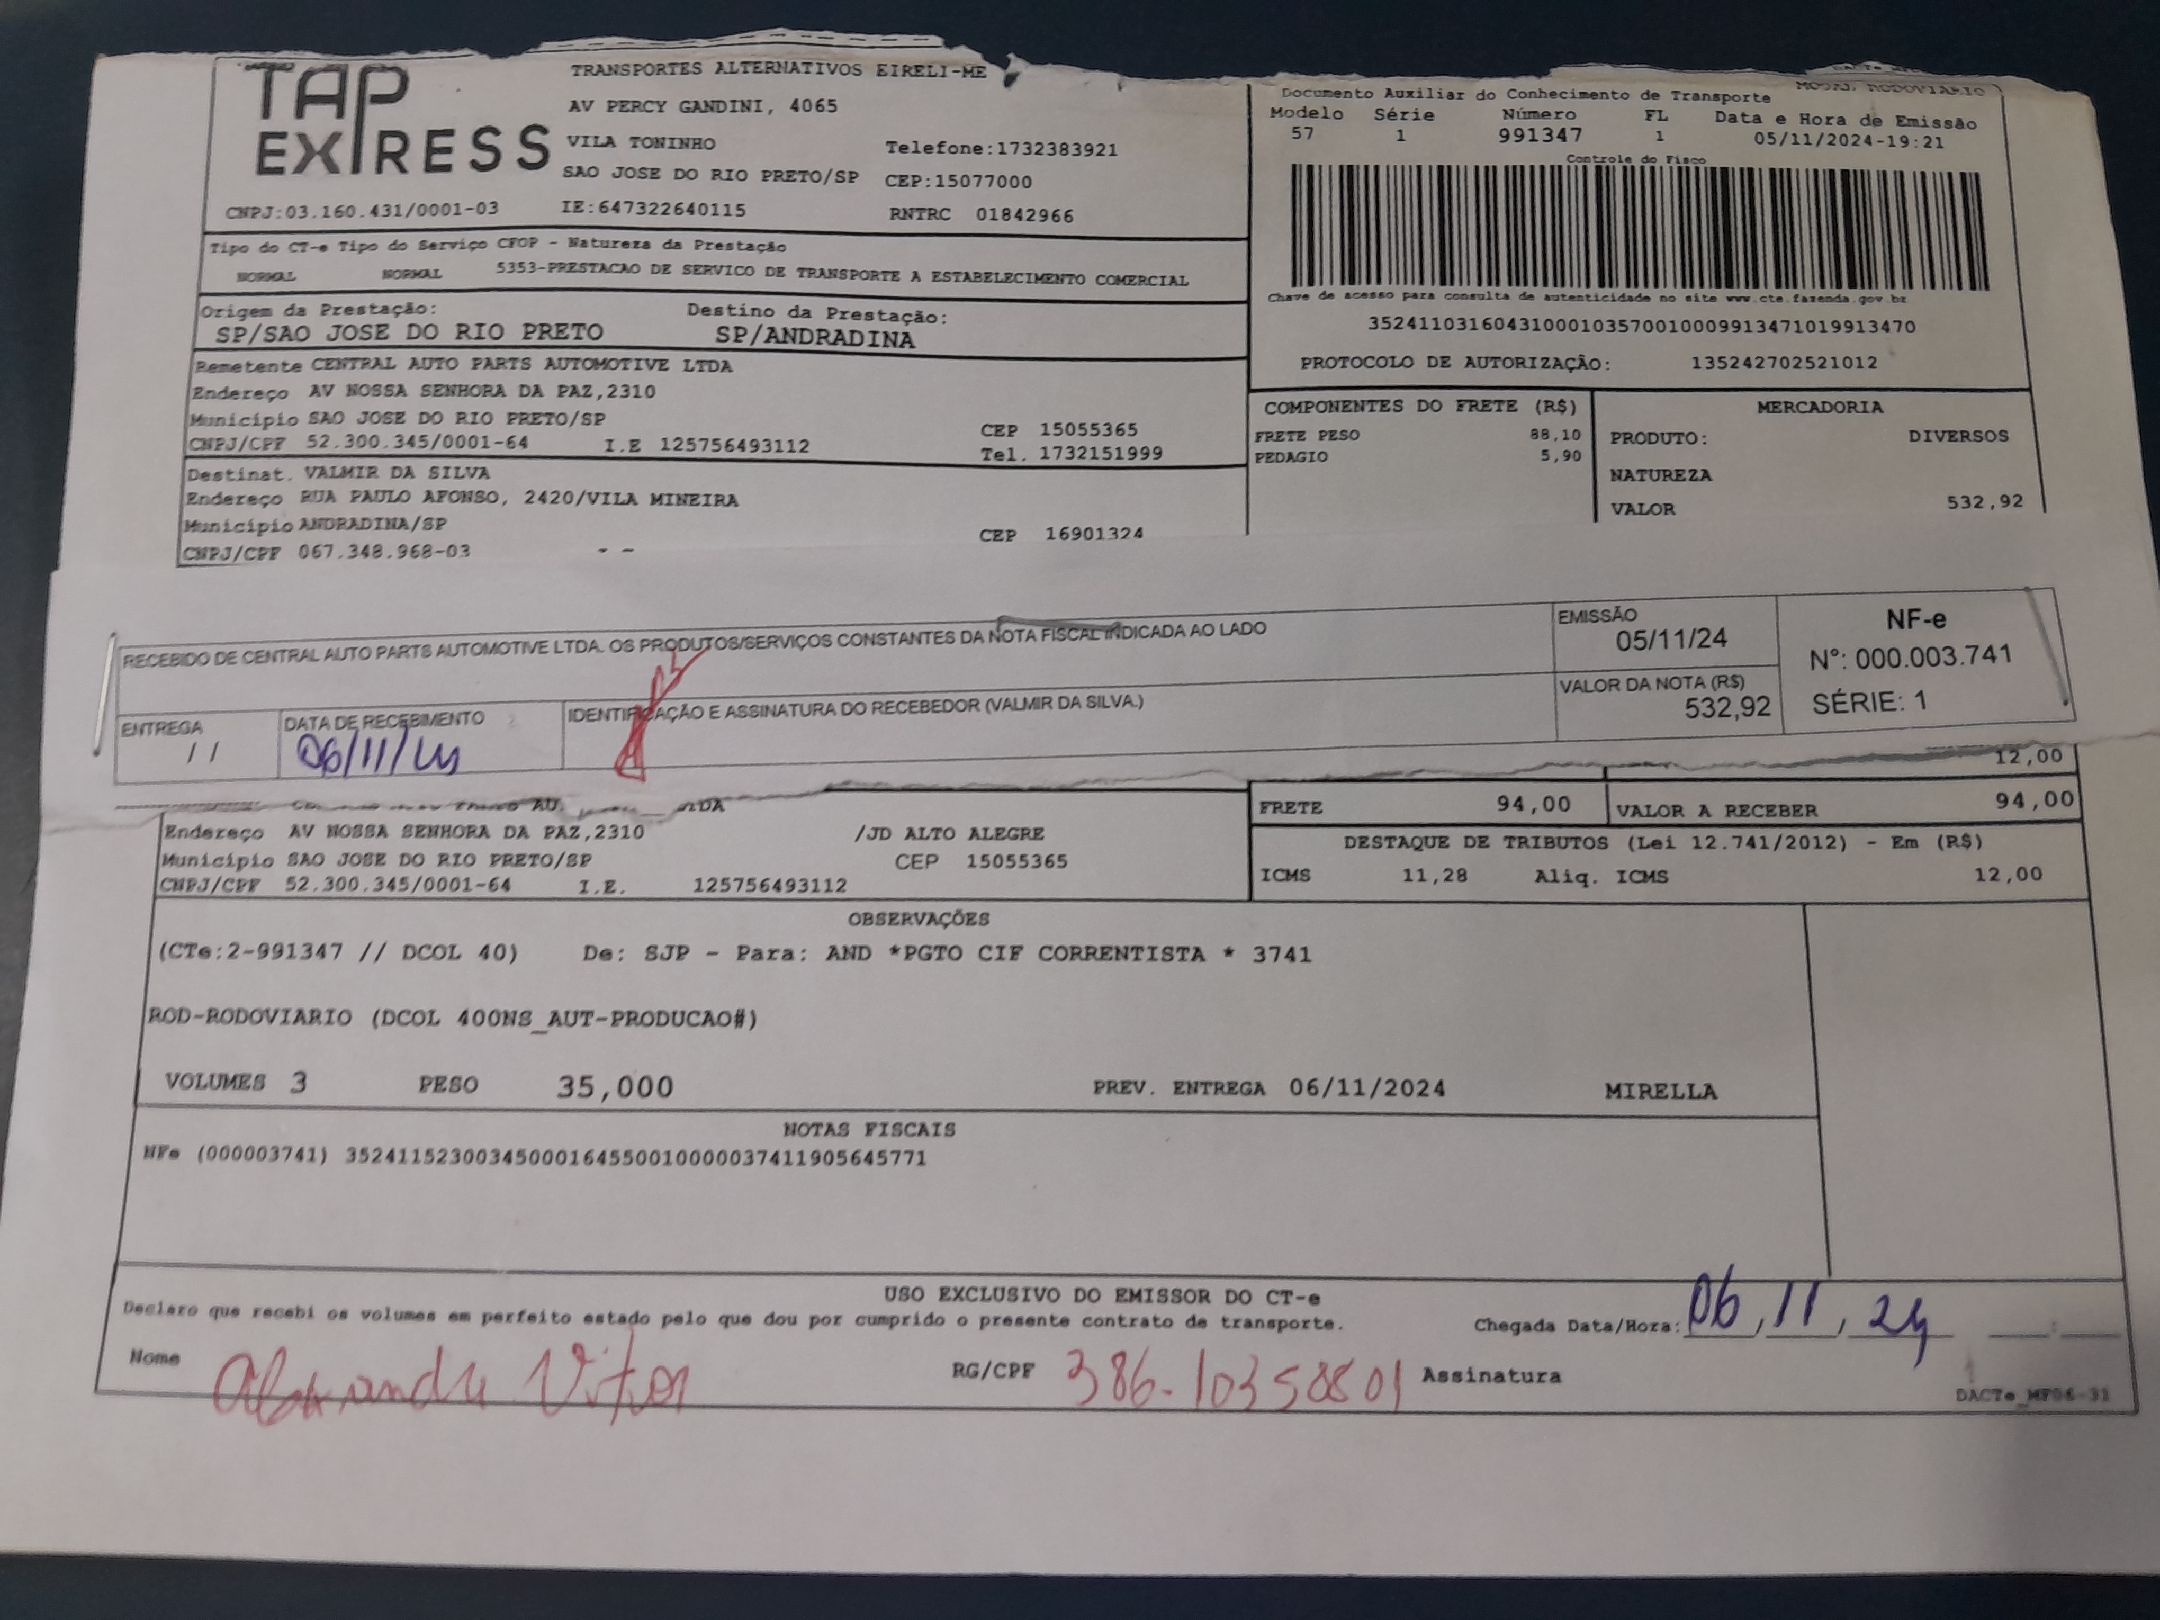 TAP EXPRESS
TRANSPORTES ALTERNATIVOS EIRELI-ME
AV PERCY GANDINI, 4065
VILA TONINHO Telefone:1732383921
SAO JOSE DO RIO PRETO/SP CEP:15077000
CNPJ:03.160.431/0001-03 IE:647322640115 RNTRC 01842966
MODAL RODOVIARIO
Documento Auxiliar do Conhecimento de Transporte
Modelo Série Número FL Data e Hora de Emissão
57 1 991347 1 05/11/2024-19:21
Controle do Fisco
Chave de acesso para consulta de autenticidade no site www.cte.fazenda.gov.br
35241103160431000103570010009913471019913470
PROTOCOLO DE AUTORIZAÇÃO: 135242702521012
Tipo do CT-e Tipo do Serviço CFOP - Natureza da Prestação
NORMAL NORMAL 5353-PRESTACAO DE SERVICO DE TRANSPORTE A ESTABELECIMENTO COMERCIAL
Origem da Prestação: Destino da Prestação:
SP/SAO JOSE DO RIO PRETO SP/ANDRADINA
Remetente CENTRAL AUTO PARTS AUTOMOTIVE LTDA
Endereço AV NOSSA SENHORA DA PAZ,2310
Município SAO JOSE DO RIO PRETO/SP CEP 15055365
CNPJ/CPF 52.300.345/0001-64 I.E 125756493112 Tel. 1732151999
Destinat. VALMIR DA SILVA
Endereço RUA PAULO AFONSO, 2420/VILA MINEIRA
Município ANDRADINA/SP CEP 16901324
CNPJ/CPF 067.348.968-03 - -
COMPONENTES DO FRETE (R$)
FRETE PESO 88,10
PEDAGIO 5,90
MERCADORIA
PRODUTO: DIVERSOS
NATUREZA
VALOR 532,92
RECEBIDO DE CENTRAL AUTO PARTS AUTOMOTIVE LTDA. OS PRODUTOS/SERVIÇOS CONSTANTES DA NOTA FISCAL INDICADA AO LADO
EMISSÃO
05/11/24
VALOR DA NOTA (R$)
532,92
NF-e
N°: 000.003.741
SÉRIE: 1
ENTREGA DATA DE RECEBIMENTO IDENTIFICAÇÃO E ASSINATURA DO RECEBEDOR (VALMIR DA SILVA.)
/ / 06/11/24
12,00
FRETE 94,00 VALOR A RECEBER 94,00
Endereço AV NOSSA SENHORA DA PAZ,2310 /JD ALTO ALEGRE
Município SAO JOSE DO RIO PRETO/SP CEP 15055365
CNPJ/CPF 52.300.345/0001-64 I.E. 125756493112
DESTAQUE DE TRIBUTOS (Lei 12.741/2012) - Em (R$)
ICMS 11,28 Aliq. ICMS 12,00
OBSERVAÇÕES
(CTe:2-991347 // DCOL 40) De: SJP - Para: AND *PGTO CIF CORRENTISTA * 3741
ROD-RODOVIARIO (DCOL 400NS_AUT-PRODUCAO#)
VOLUMES 3 PESO 35,000 PREV. ENTREGA 06/11/2024 MIRELLA
NOTAS FISCAIS
NFe (000003741) 35241152300345000164550010000037411905645771
USO EXCLUSIVO DO EMISSOR DO CT-e
Declaro que recebi os volumes em perfeito estado pelo que dou por cumprido o presente contrato de transporte.
Chegada Data/Hora: 06,11,24 :
Nome Alexandre Vitor RG/CPF 386-10358801 Assinatura
DACTe_MF06-31